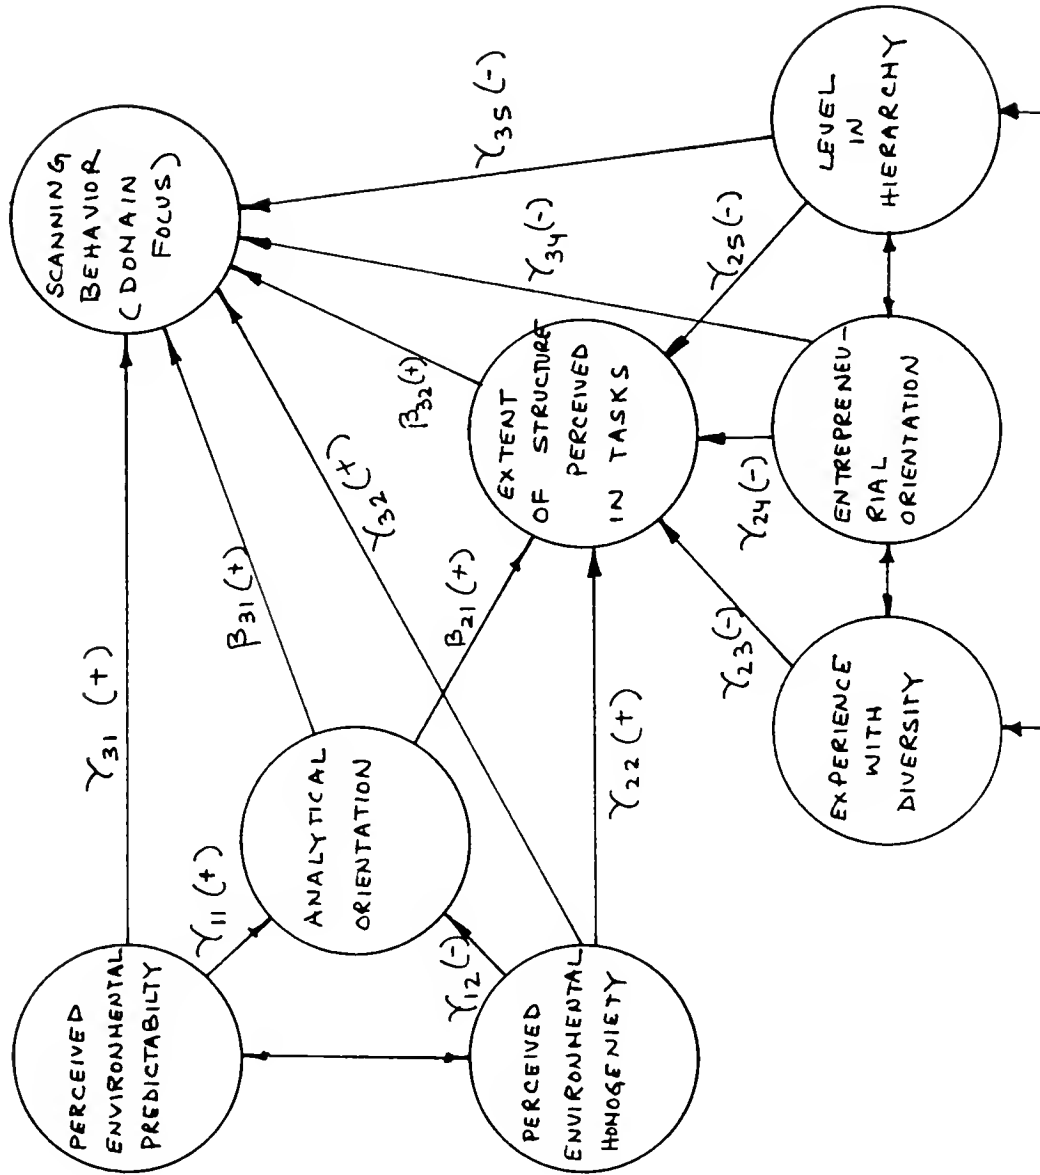 PERCEIVED
ENVIRONMENTAL
PREDICTABILTY
γ31 (+)
SCANNING
BEHAVIOR
(DOMAIN
FOCUS)
γ11 (+)
β31 (+)
ANALYTICAL
ORIENTATION
γ12 (-)
γ32 (+)
β32 (+)
γ35 (-)
PERCEIVED
ENVIRONMENTAL
HOMOGENIETY
β21 (+)
γ34 (-)
EXTENT
OF STRUCTURE
PERCEIVED
IN TASKS
γ22 (+)
γ25 (-)
γ23 (-)
γ24 (-)
EXPERIENCE
WITH
DIVERSITY
ENTREPRENEU-
RIAL
ORIENTATION
LEVEL
IN
HIERARCHY